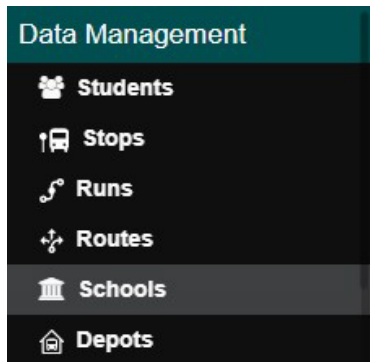 Data Management
Students
Stops
Runs
Routes
Schools
Depots